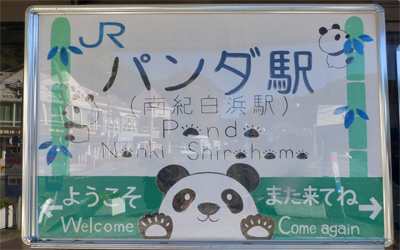 JR
パンダ駅
(南紀白浜駅)
Panda
Nanki Shirahama
ようこそ
Welcome
また来てね
Come again